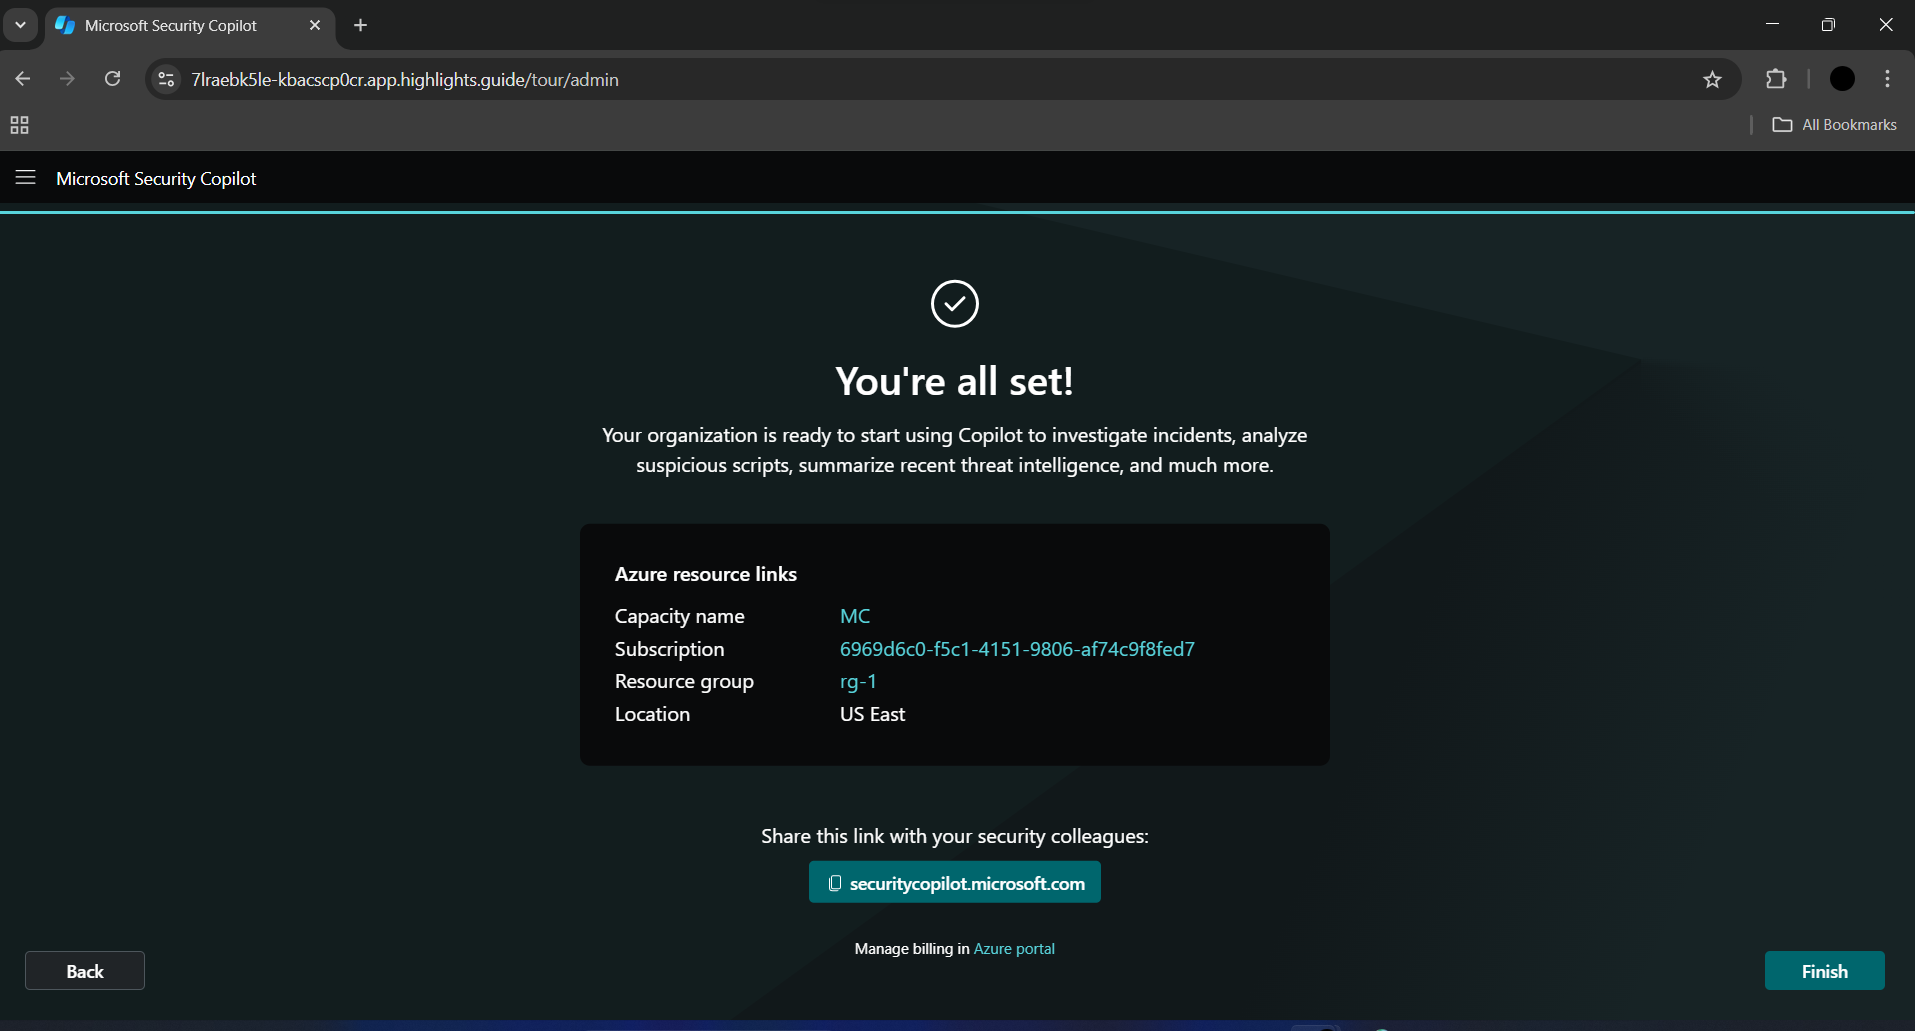 Microsoft Security Copilot
7lraebk5le-kbacscp0cr.app.highlights.guide/tour/admin
All Bookmarks
Microsoft Security Copilot
You're all set!
Your organization is ready to start using Copilot to investigate incidents, analyze
suspicious scripts, summarize recent threat intelligence, and much more.
Azure resource links
Capacity name MC
Subscription 6969d6c0-f5c1-4151-9806-af74c9f8fed7
Resource group rg-1
Location US East
Share this link with your security colleagues:
securitycopilot.microsoft.com
Manage billing in Azure portal
Back
Finish